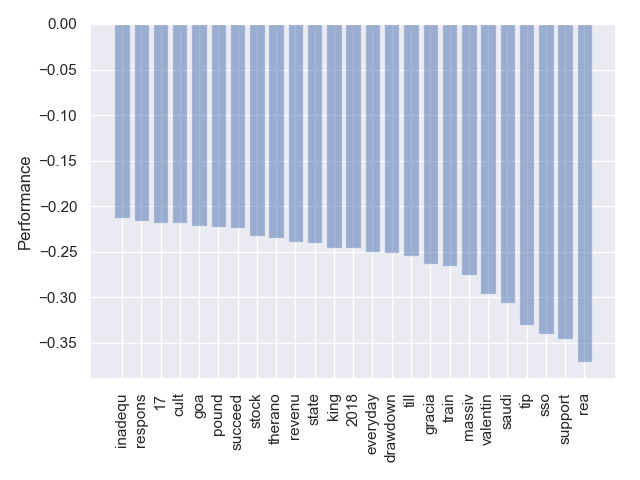 0.00
−0.05
−0.10
−0.15
−0.20
−0.25
−0.30
−0.35
Performance
inadequ
respons
17
cult
goa
pound
succeed
stock
therano
revenu
state
king
2018
everyday
drawdown
till
gracia
train
massiv
valentin
saudi
tip
sso
support
rea